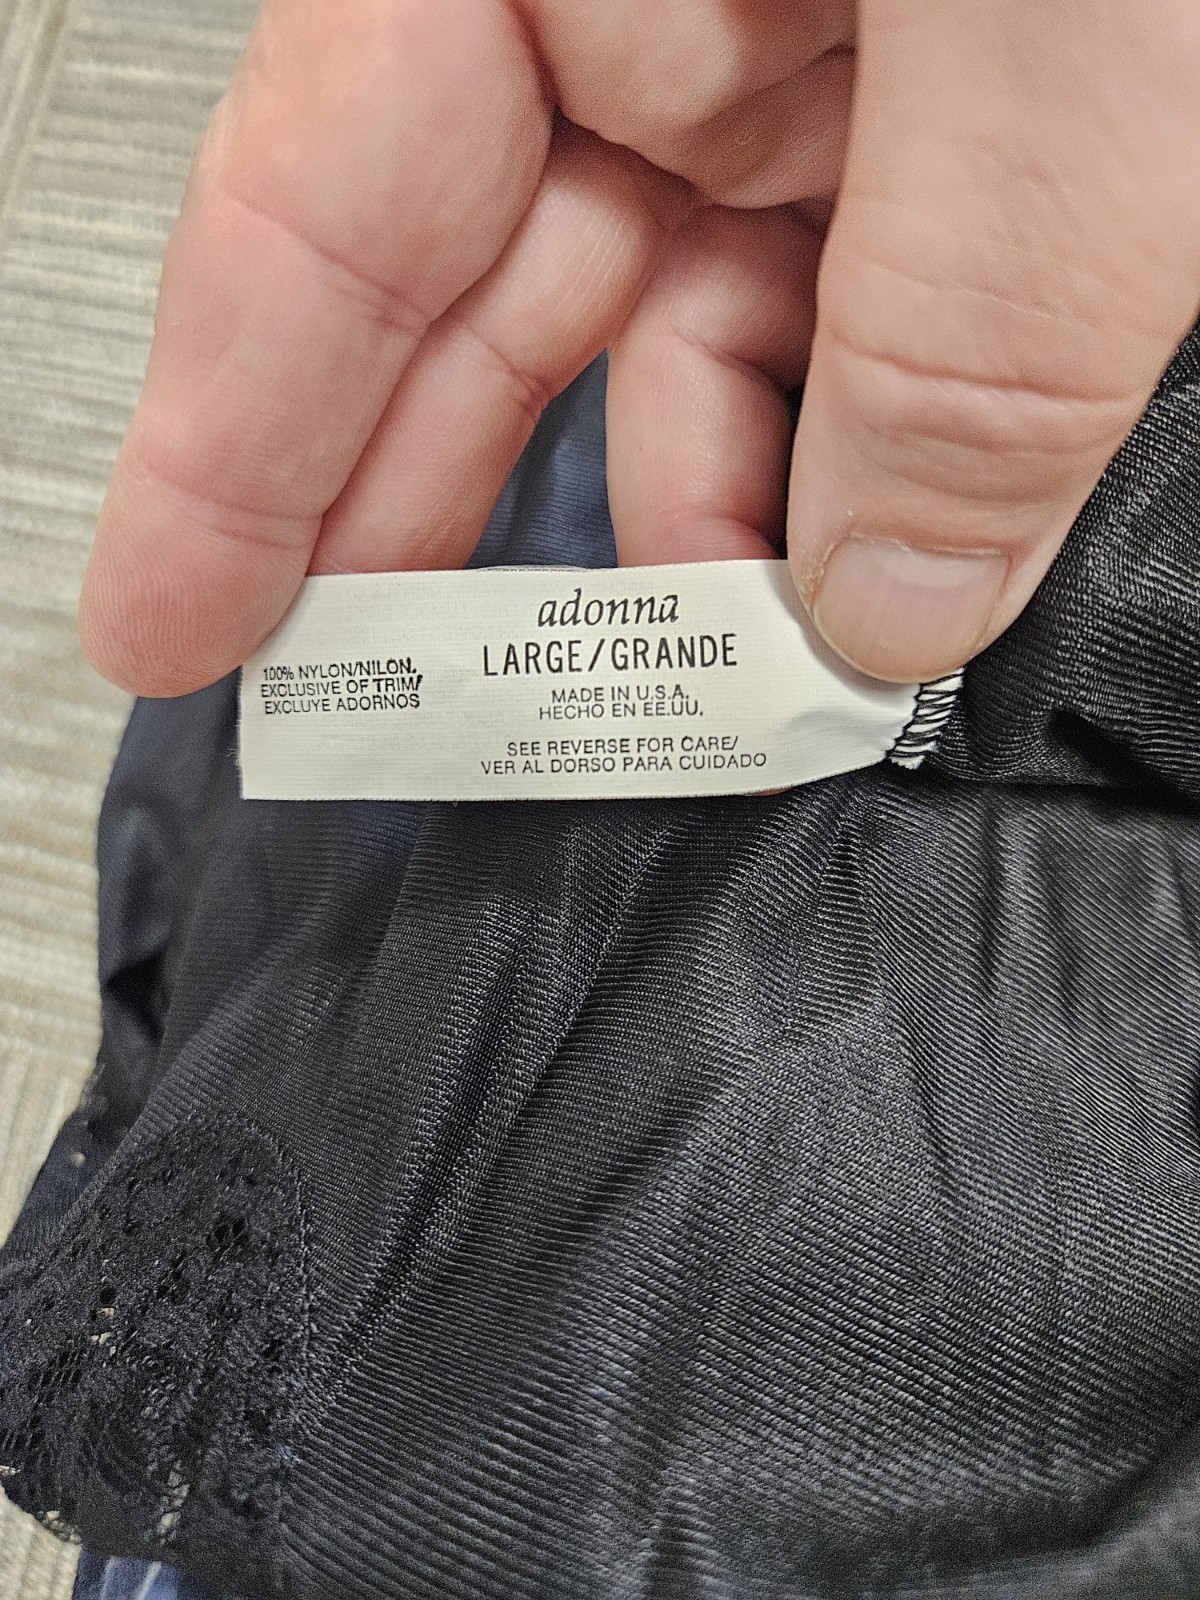 adonna
LARGE/GRANDE
100% NYLON/NILON.
EXCLUSIVE OF TRIM/
EXCLUYE ADORNOS
MADE IN U.S.A.
HECHO EN EE.UU.
SEE REVERSE FOR CARE/
VER AL DORSO PARA CUIDADO